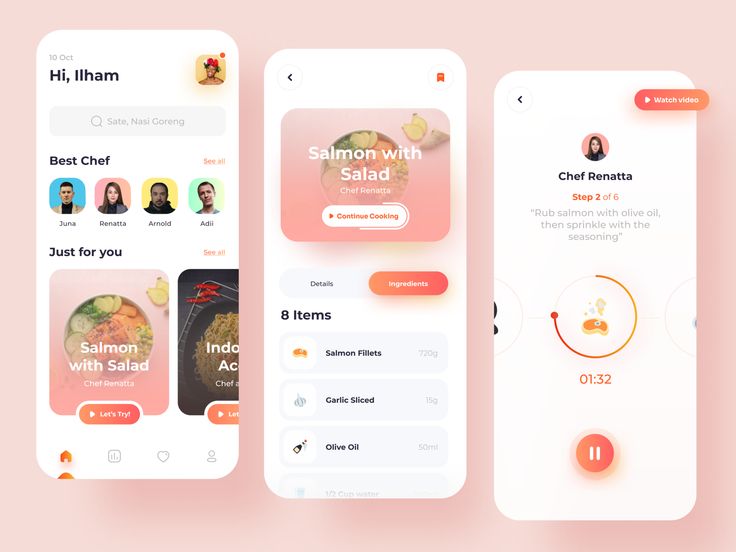 10 Oct
Hi, Ilham
Sate, Nasi Goreng
Best Chef
See all
Juna
Renatta
Arnold
Adii
Just for you
See all
Salmon
with Salad
Chef Renatta
Let's Try!
Indo
Ac
Chef a
Let
Salmon with
Salad
Chef Renatta
Continue Cooking
Details
Ingredients
8 Items
Salmon Fillets
720g
Garlic Sliced
15g
Olive Oil
50ml
1/2 Cup water
Watch video
Chef Renatta
Step 2 of 6
“Rub salmon with olive oil,
then sprinkle with the
seasoning”
01:32